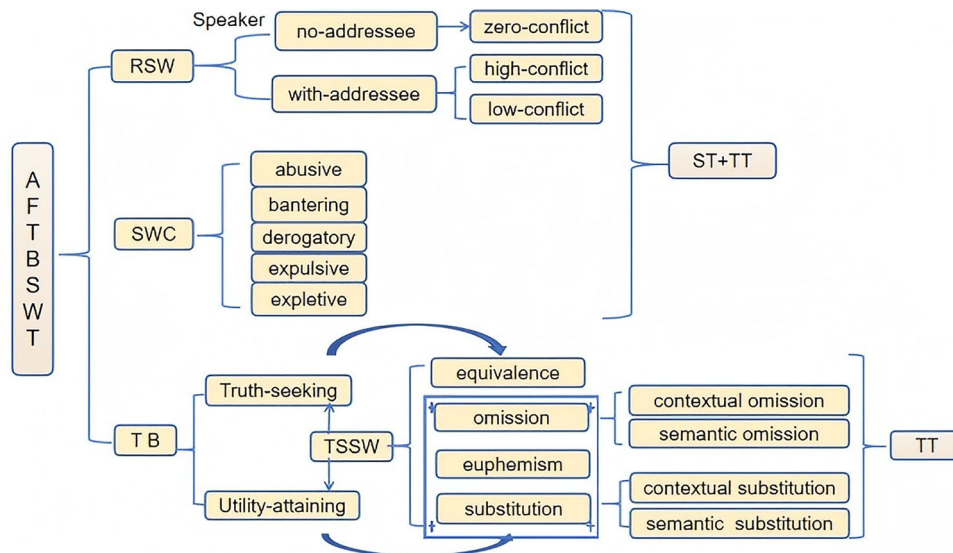 AFTBSWT
RSW
Speaker
no-addressee
zero-conflict
with-addressee
high-conflict
low-conflict
SWC
abusive
bantering
derogatory
expulsive
expletive
ST+TT
T B
Truth-seeking
Utility-attaining
TSSW
equivalence
omission
euphemism
substitution
contextual omission
semantic omission
contextual substitution
semantic substitution
TT